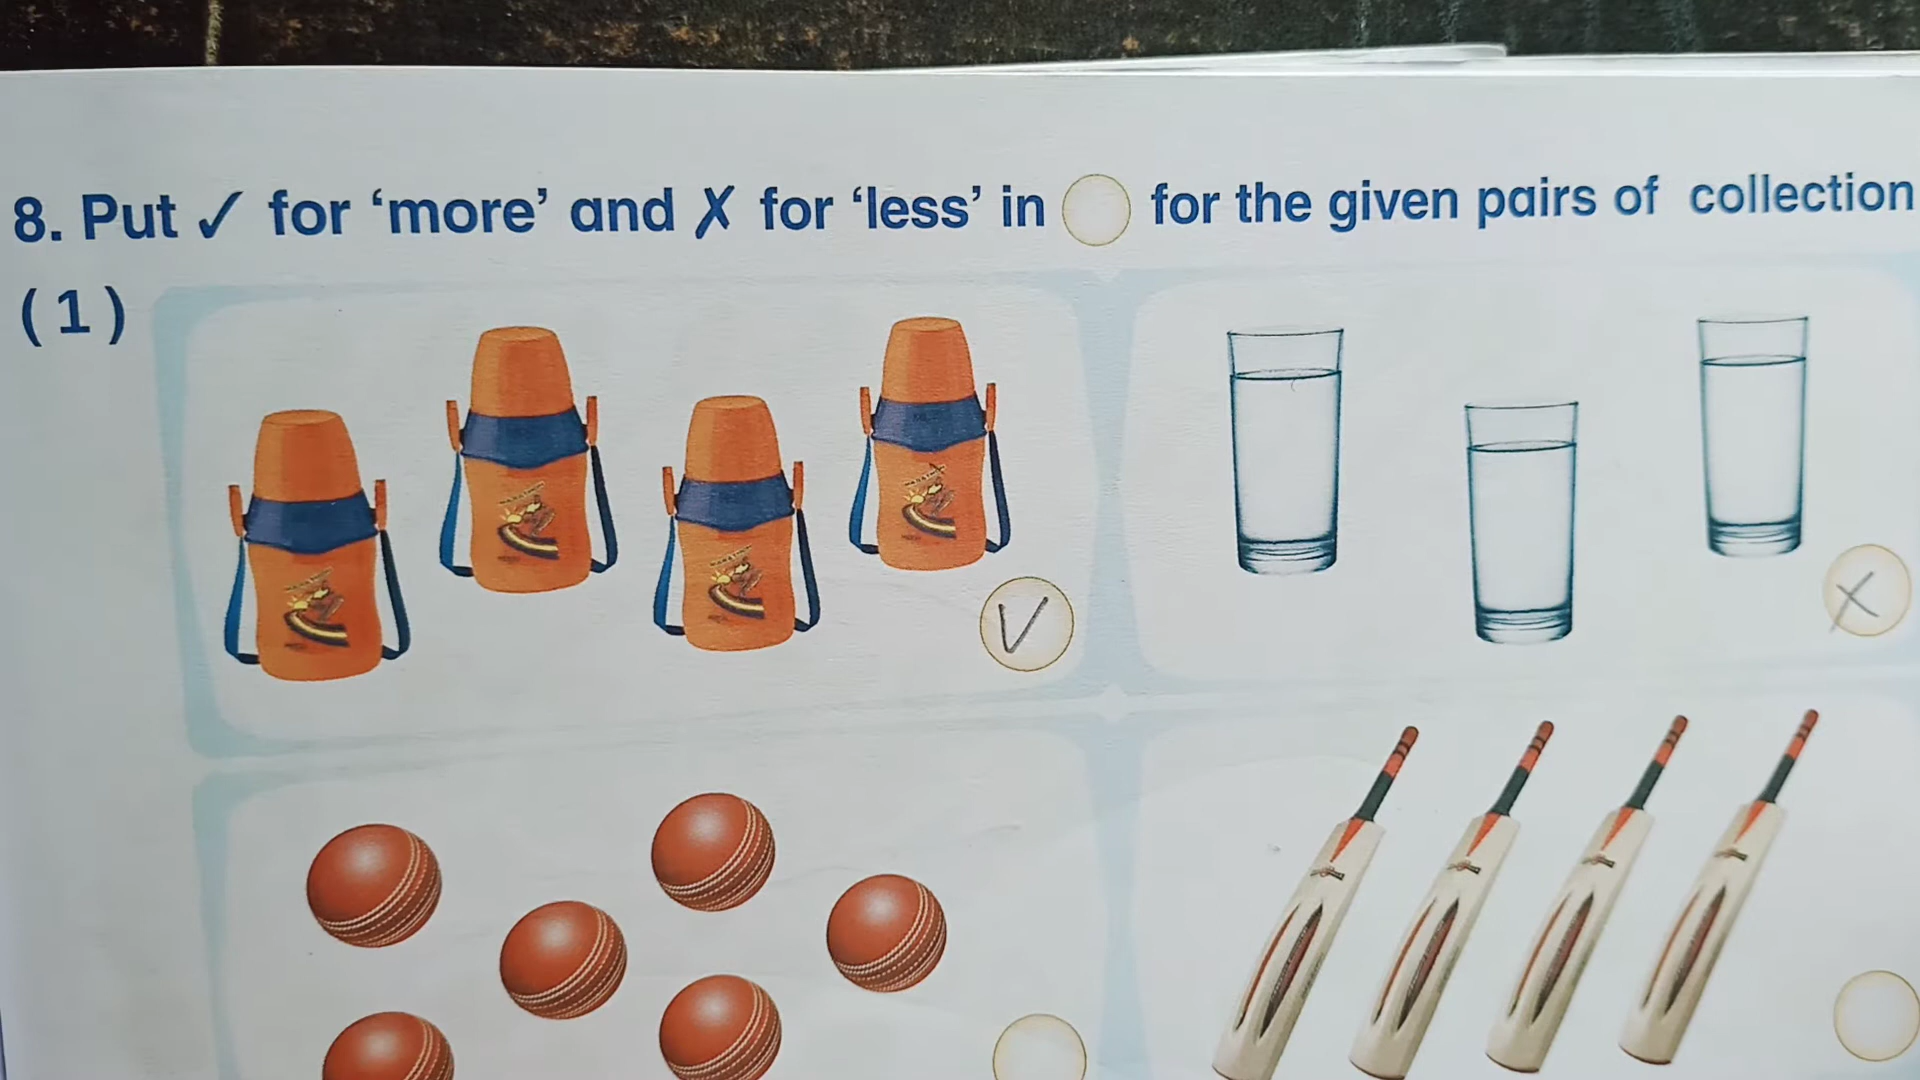 8. Put ✓ for ‘more’ and ✗ for ‘less’ in ◯ for the given pairs of collection
(1)